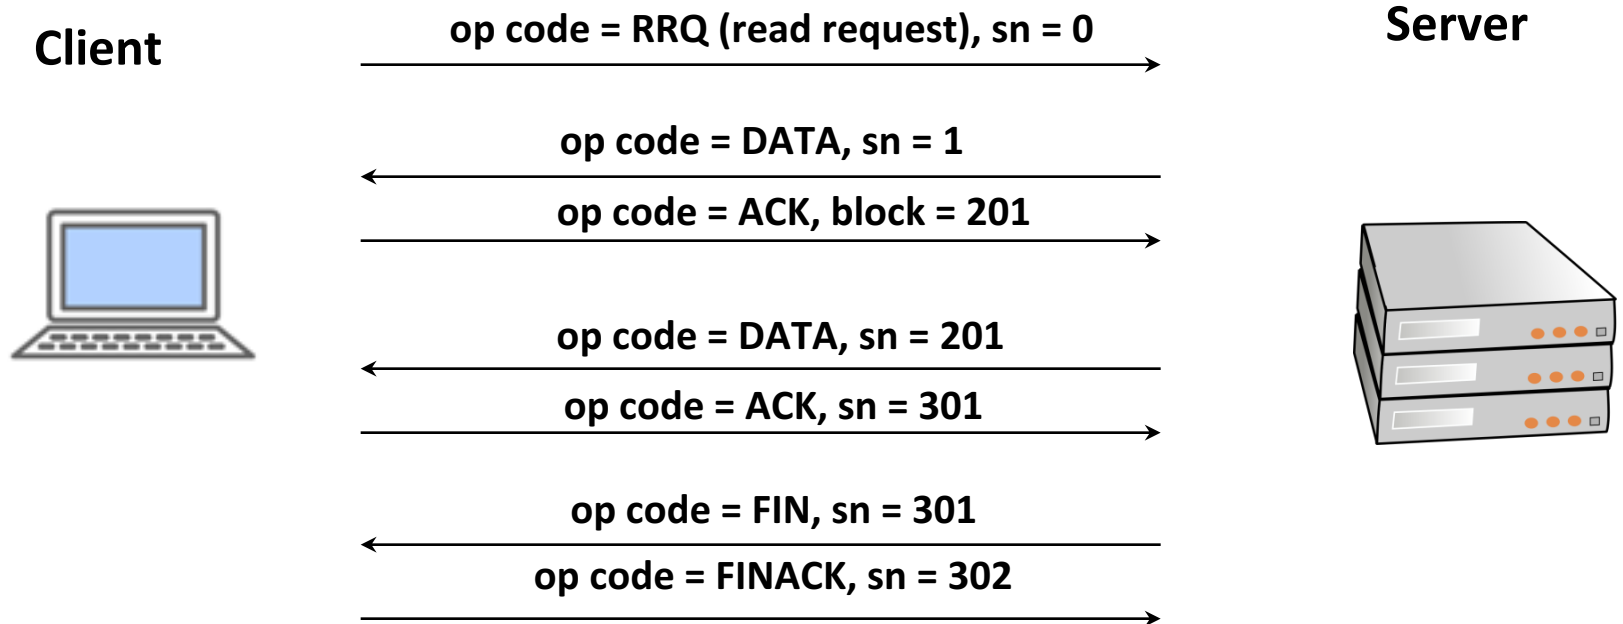 Client
Server
op code = RRQ (read request), sn = 0
op code = DATA, sn = 1
op code = ACK, block = 201
op code = DATA, sn = 201
op code = ACK, sn = 301
op code = FIN, sn = 301
op code = FINACK, sn = 302